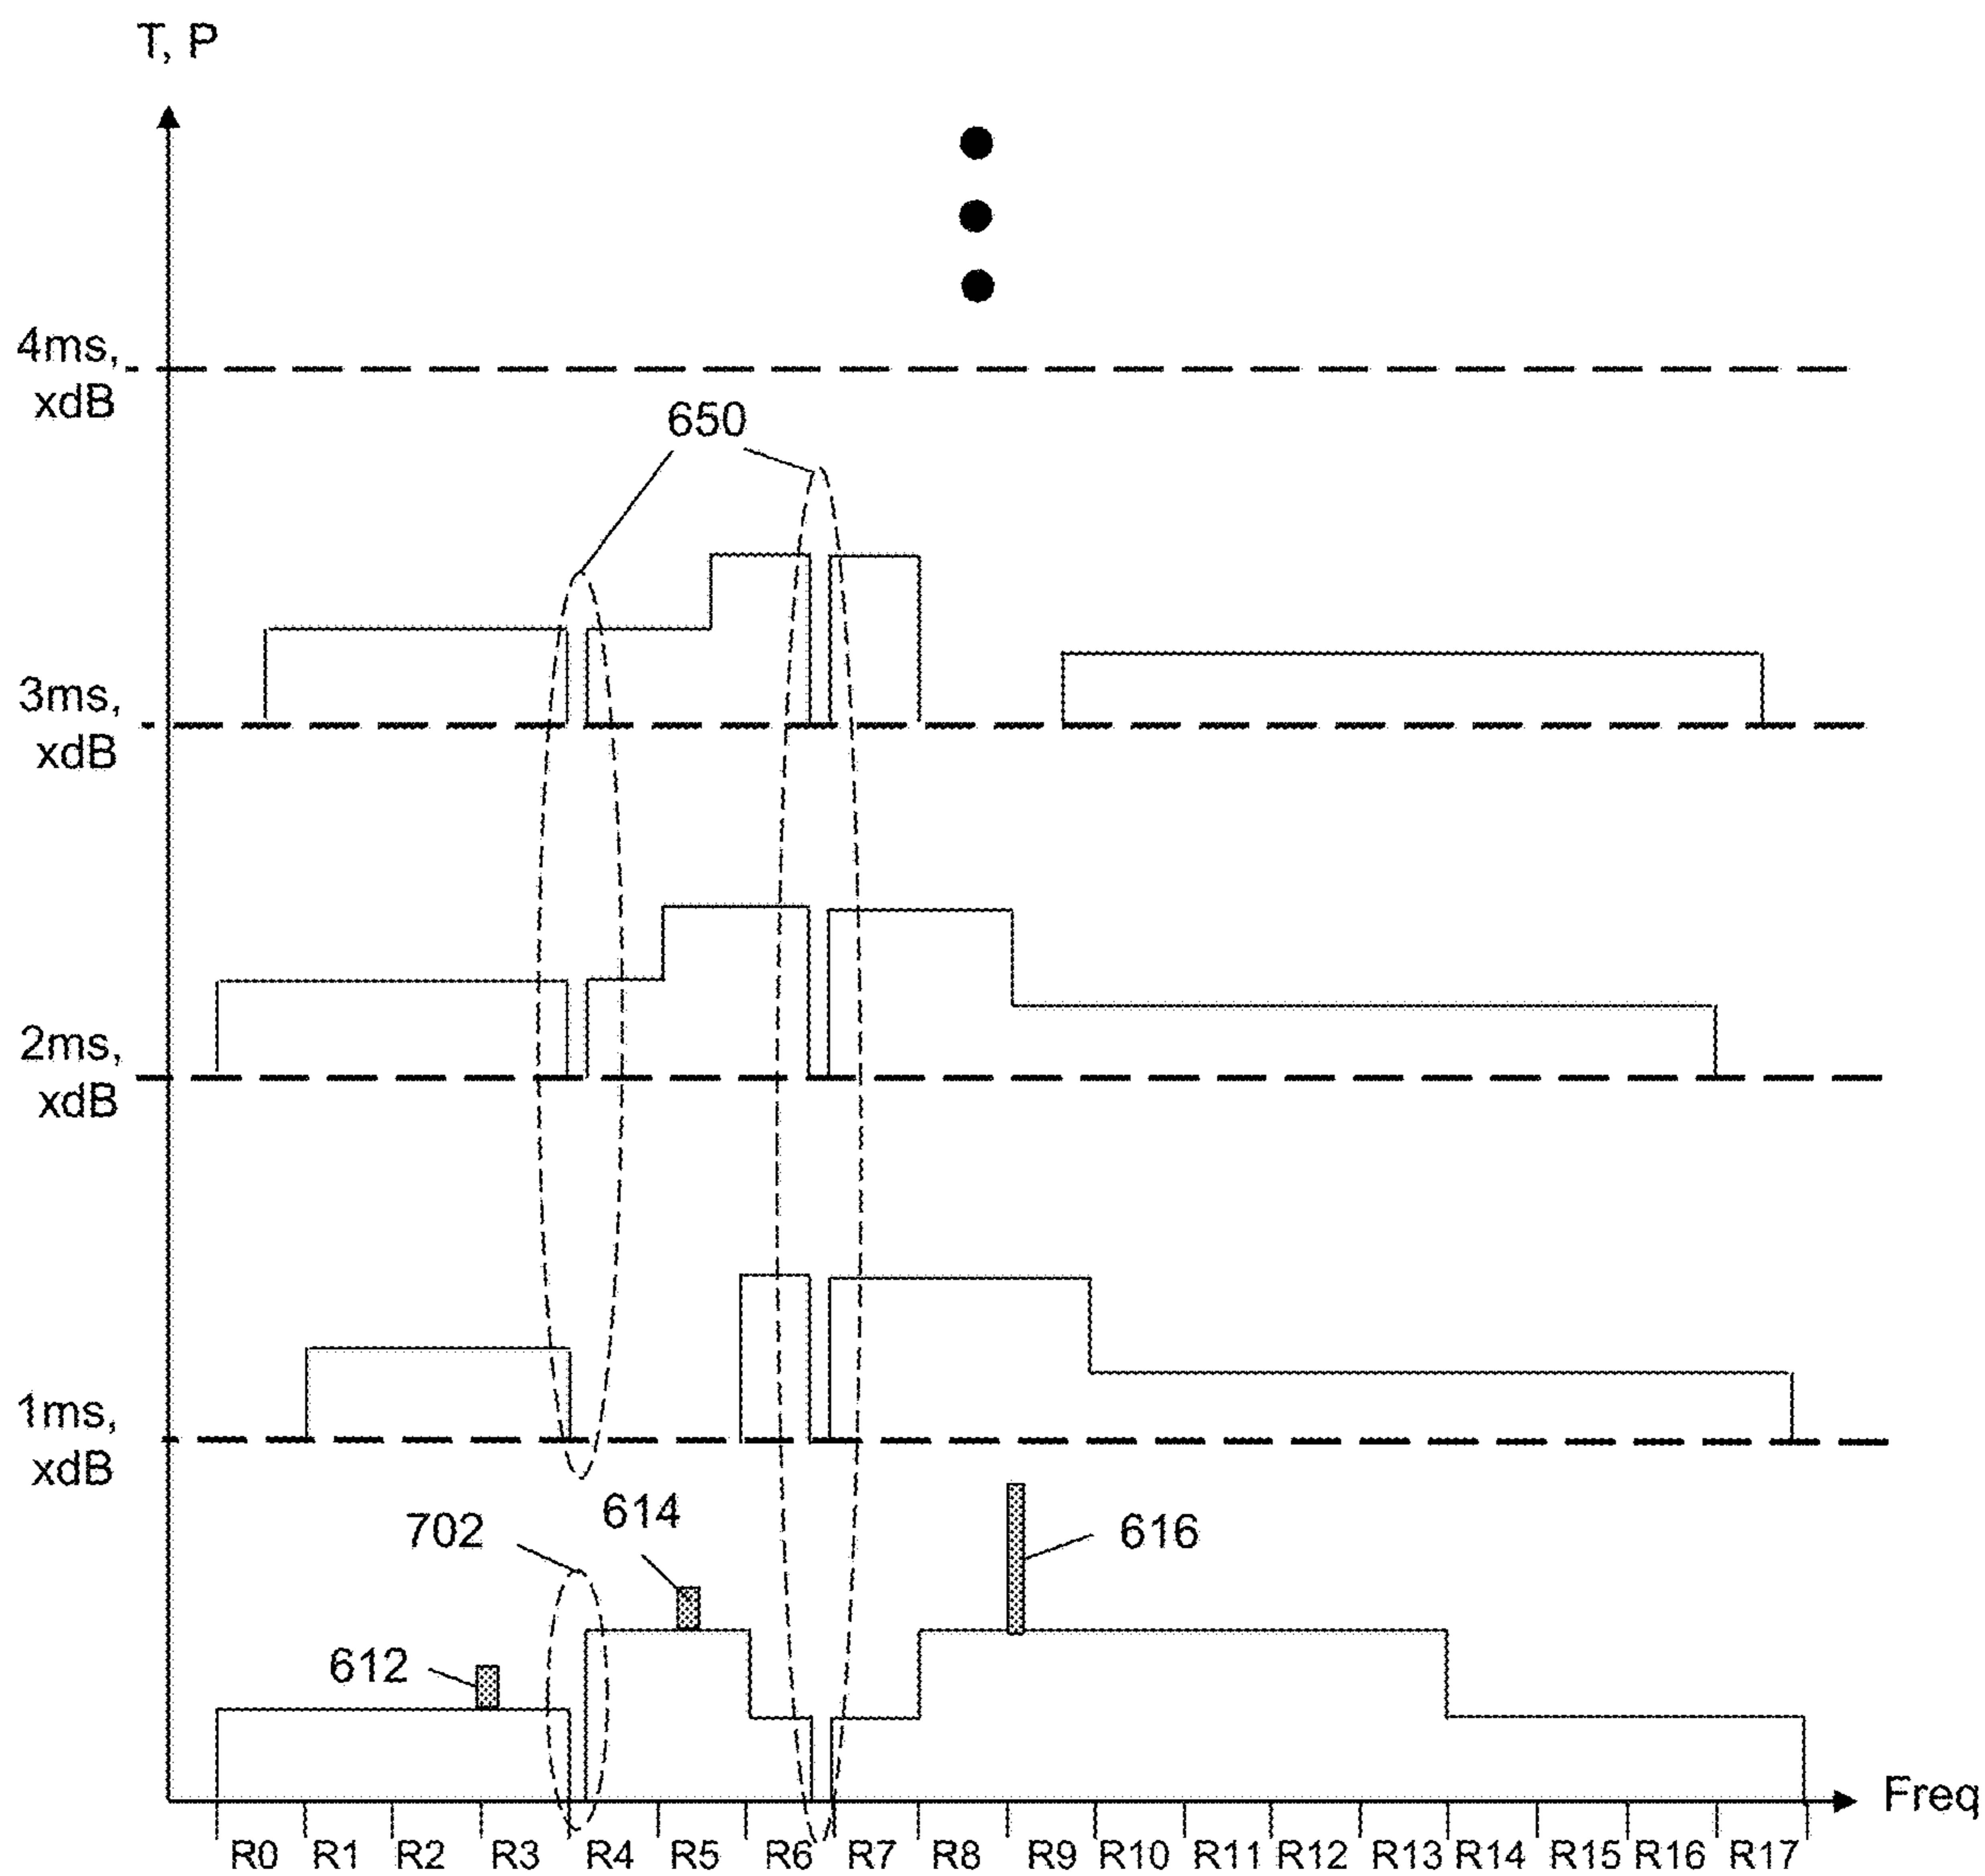 T, P
4ms,
xdB
650
3ms,
xdB
2ms,
xdB
1ms,
xdB
702
614
616
612
Freq
R0 R1 R2 R3 R4 R5 R6 R7 R8 R9 R10 R11 R12 R13 R14 R15 R16 R17